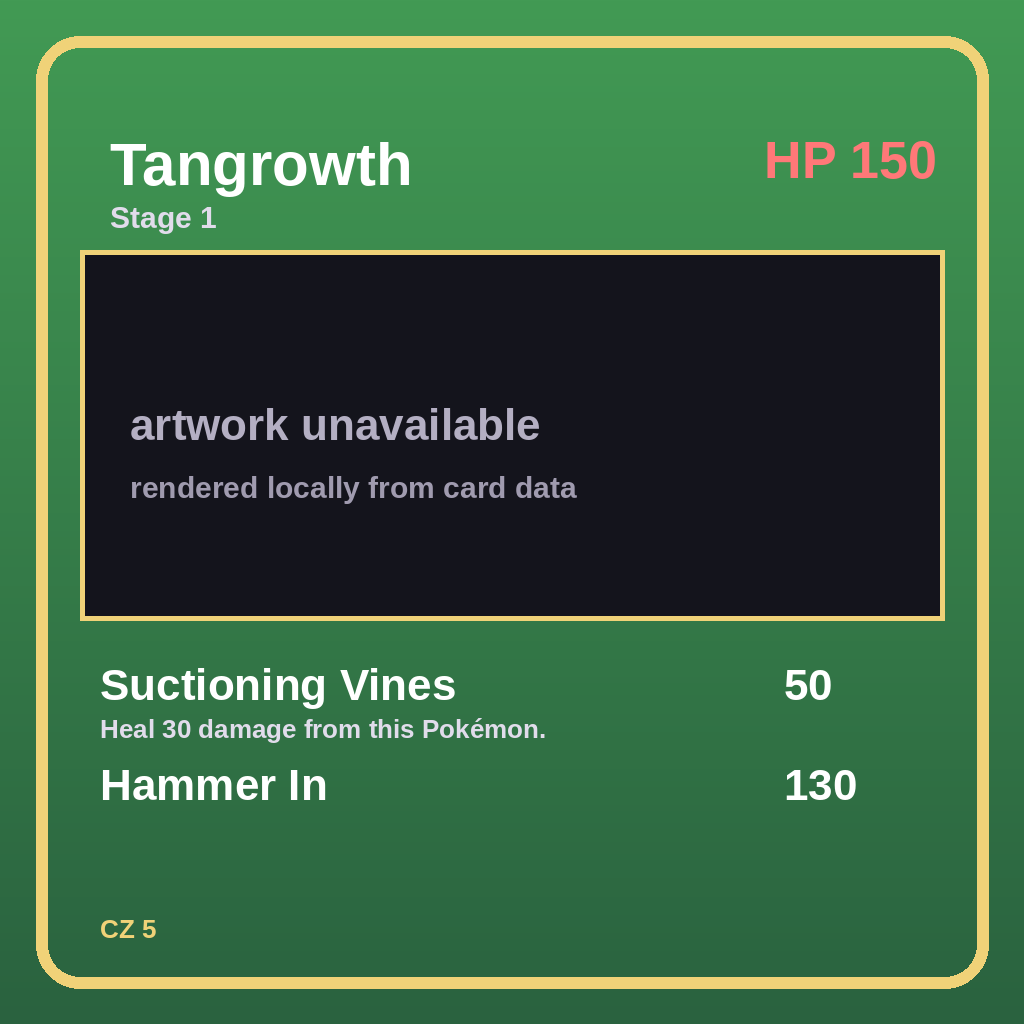 Tangrowth
HP 150
Stage 1
artwork unavailable
rendered locally from card data
Suctioning Vines 50
Heal 30 damage from this Pokémon.
Hammer In 130
CZ 5